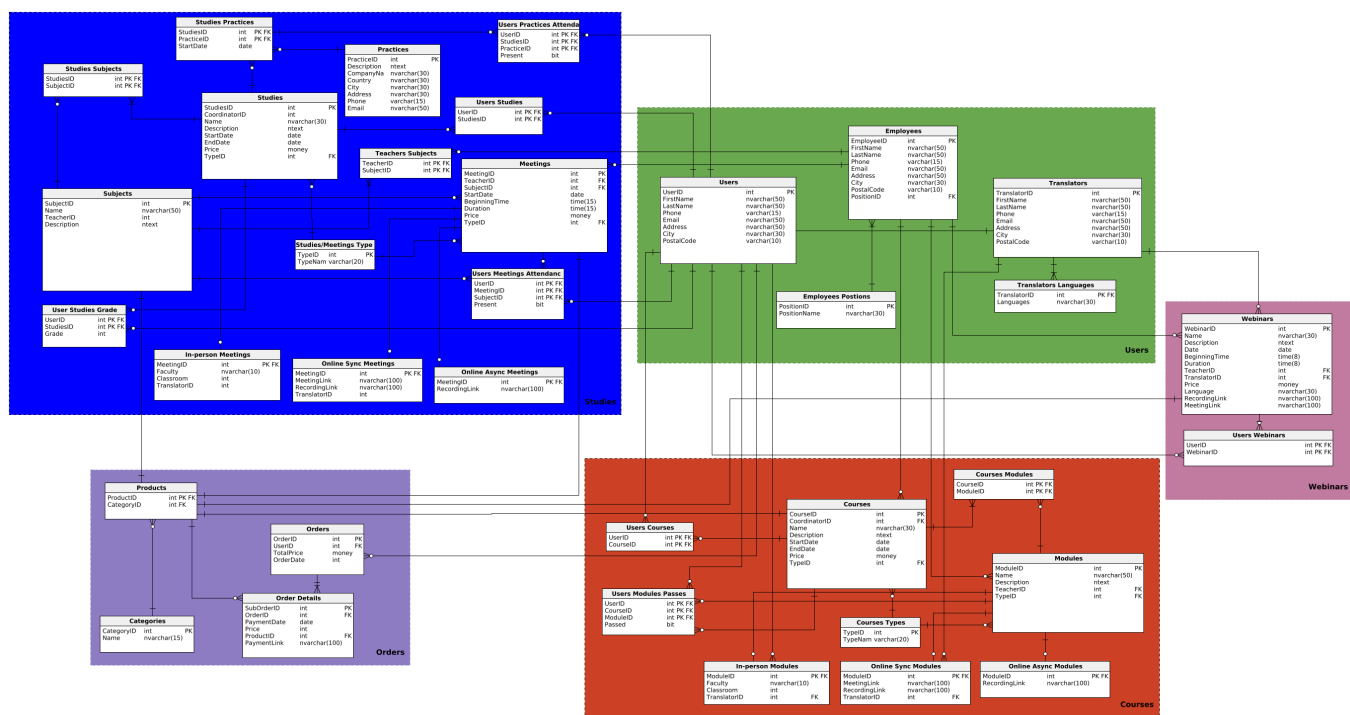 Studies Practices
StudiesID int PK FK
PracticeID int PK FK
StartDate date
Users Practices Attenda
UserID int PK FK
StudiesID int PK FK
PracticeID int PK FK
Present bit
Practices
PracticeID int PK
Description ntext
CompanyNa nvarchar(30)
Country nvarchar(30)
City nvarchar(30)
Address nvarchar(30)
Phone varchar(15)
Email nvarchar(50)
Studies Subjects
StudiesID int PK FK
SubjectID int PK FK
Studies
StudiesID int PK
CoordinatorID int
Name nvarchar(30)
Description ntext
StartDate date
EndDate date
Price money
TypeID int FK
Users Studies
UserID int PK FK
StudiesID int PK FK
Teachers Subjects
TeacherID int PK FK
SubjectID int PK FK
Meetings
MeetingID int PK
TeacherID int FK
SubjectID int FK
StartDate date
BeginningTime time(15)
Duration time(15)
Price money
TypeID int FK
Subjects
SubjectID int PK
Name nvarchar(50)
TeacherID int
Description ntext
Studies/Meetings Type
TypeID int PK
TypeNam varchar(20)
Users Meetings Attendanc
UserID int PK FK
MeetingID int PK FK
SubjectID int PK FK
Present bit
User Studies Grade
UserID int PK FK
StudiesID int PK FK
Grade int
In-person Meetings
MeetingID int PK FK
Faculty nvarchar(10)
Classroom int
TranslatorID int
Online Sync Meetings
MeetingID int PK FK
MeetingLink nvarchar(100)
RecordingLink nvarchar(100)
TranslatorID int
Online Async Meetings
MeetingID int PK FK
RecordingLink nvarchar(100)
Studies
Employees
EmployeeID int PK
FirstName nvarchar(50)
LastName nvarchar(50)
Phone varchar(15)
Email nvarchar(50)
Address nvarchar(50)
City nvarchar(30)
PostalCode varchar(10)
PositionID int FK
Users
UserID int PK
FirstName nvarchar(50)
LastName nvarchar(50)
Phone varchar(15)
Email nvarchar(50)
Address nvarchar(50)
City nvarchar(30)
PostalCode varchar(10)
Translators
TranslatorID int PK
FirstName nvarchar(50)
LastName nvarchar(50)
Phone varchar(15)
Email nvarchar(50)
Address nvarchar(50)
City nvarchar(30)
PostalCode varchar(10)
Employees Postions
PositionID int PK
PositionName nvarchar(30)
Translators Languages
TranslatorID int PK FK
Languages nvarchar(30)
Users
Webinars
WebinarID int PK
Name nvarchar(30)
Description ntext
Date date
BeginningTime time(8)
Duration time(8)
TeacherID int FK
TranslatorID int FK
Price money
Language nvarchar(30)
RecordingLink nvarchar(100)
MeetingLink nvarchar(100)
Users Webinars
UserID int PK FK
WebinarID int PK FK
Webinars
Products
ProductID int PK FK
CategoryID int FK
Orders
OrderID int PK
UserID int FK
TotalPrice money
OrderDate int
Order Details
SubOrderID int PK
OrderID int FK
PaymentDate date
Price int
ProductID int FK
PaymentLink nvarchar(100)
Categories
CategoryID int PK
Name nvarchar(15)
Orders
Courses Modules
CourseID int PK FK
ModuleID int PK FK
Courses
CourseID int PK
CoordinatorID int FK
Name nvarchar(30)
Description ntext
StartDate date
EndDate date
Price money
TypeID int FK
Users Courses
UserID int PK FK
CourseID int PK FK
Modules
ModuleID int PK
Name nvarchar(50)
Description ntext
TeacherID int FK
TypeID int FK
Users Modules Passes
UserID int PK FK
CourseID int PK FK
ModuleID int PK FK
Passed bit
Courses Types
TypeID int PK
TypeNam varchar(20)
In-person Modules
ModuleID int PK FK
Faculty nvarchar(10)
Classroom int
TranslatorID int FK
Online Sync Modules
ModuleID int PK FK
MeetingLink nvarchar(100)
RecordingLink nvarchar(100)
TranslatorID int FK
Online Async Modules
ModuleID int PK FK
RecordingLink nvarchar(100)
Courses